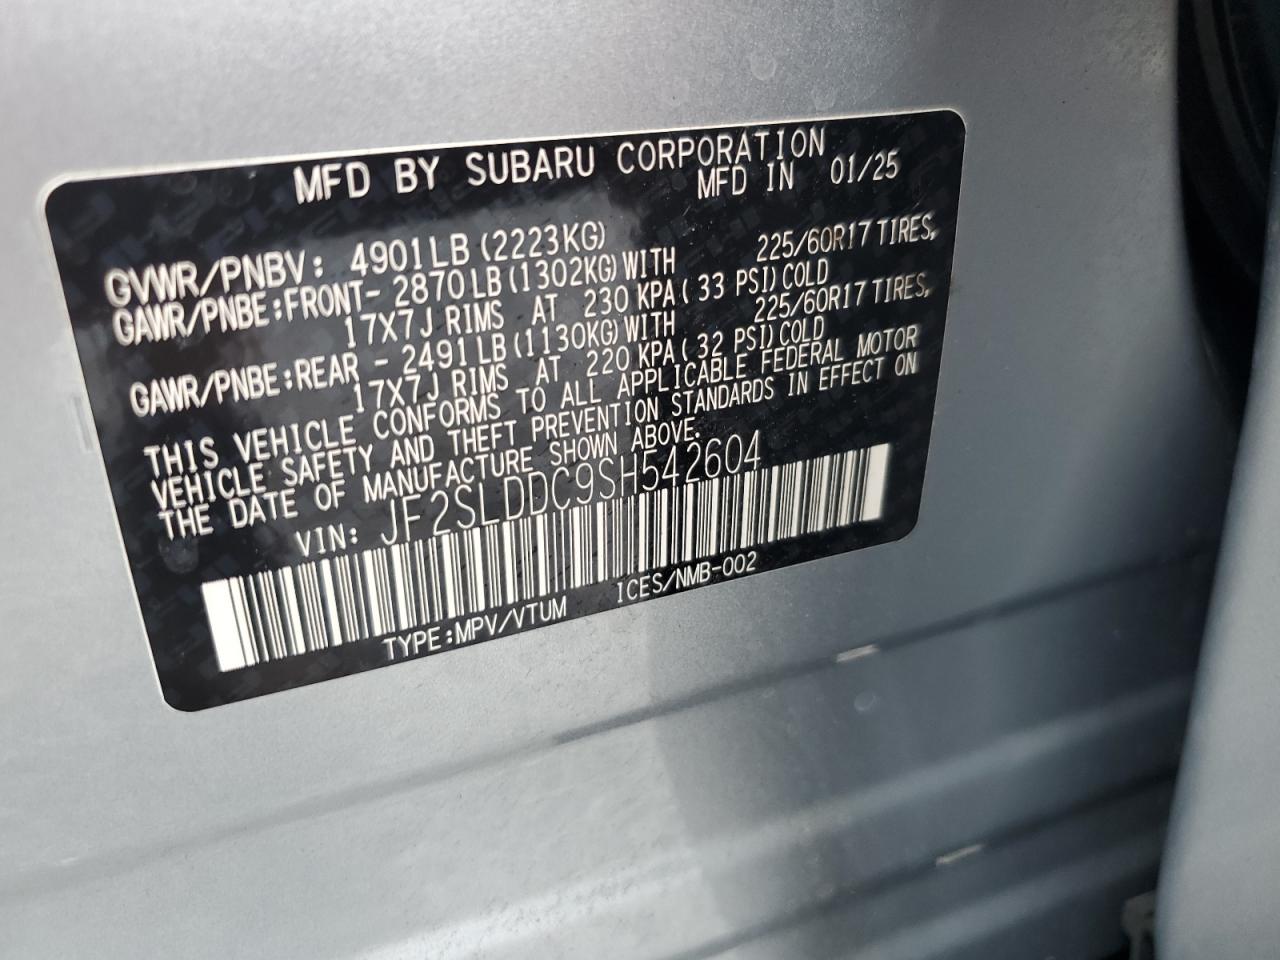 MFD BY SUBARU CORPORATION
MFD IN 01/25
GVWR/PNBV: 4901LB (2223KG)
GAWR/PNBE:FRONT- 2870LB (1302KG) WITH 225/60R17 TIRES,
17X7J RIMS AT 230 KPA( 33 PSI) COLD
GAWR/PNBE:REAR - 2491LB (1130KG) WITH 225/60R17 TIRES,
17X7J RIMS AT 220 KPA( 32 PSI) COLD
THIS VEHICLE CONFORMS TO ALL APPLICABLE FEDERAL MOTOR
VEHICLE SAFETY AND THEFT PREVENTION STANDARDS IN EFFECT ON
THE DATE OF MANUFACTURE SHOWN ABOVE.
VIN: JF2SLDDC9SH542604
TYPE:MPV/VTUM ICES/NMB-002